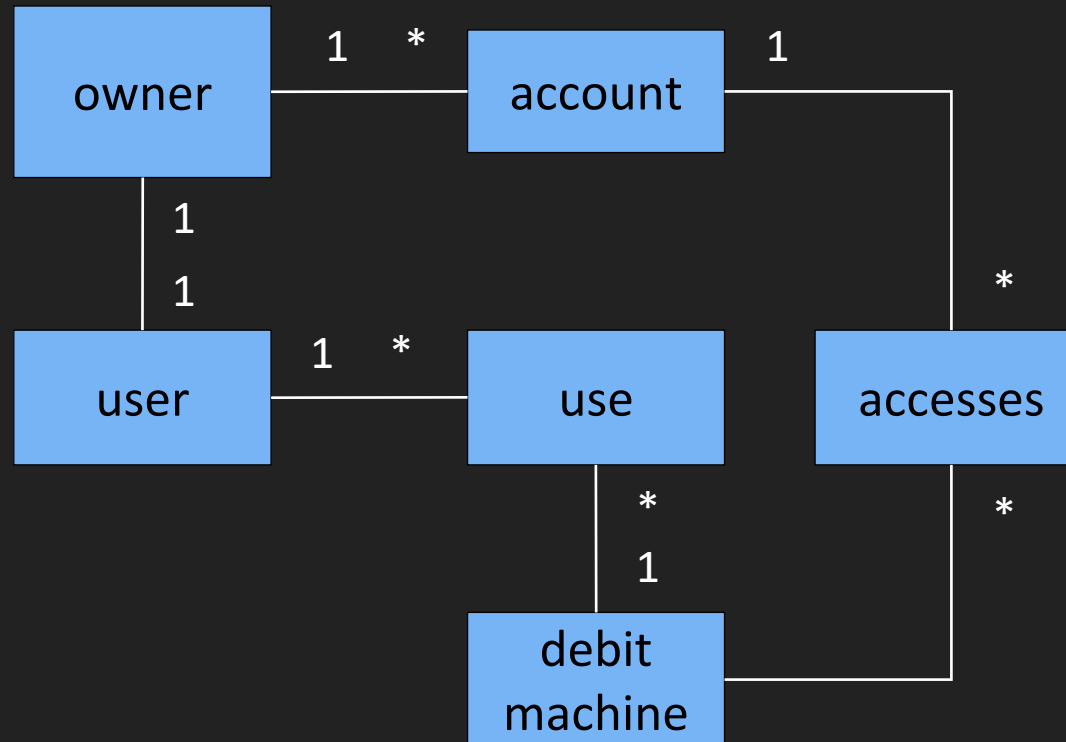 1 * 1
owner account
1
1 *
1 *
user use accesses
* *
1
debit
machine